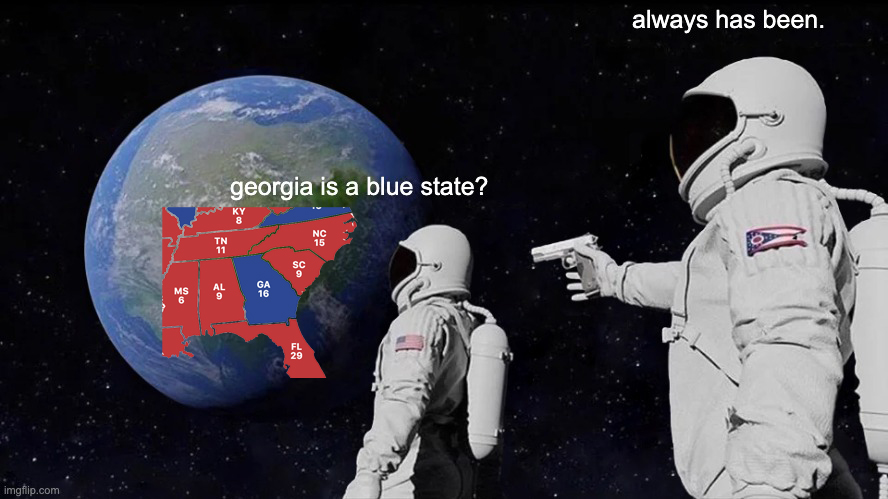 always has been.
georgia is a blue state?
KY
8
TN
11
NC
15
SC
9
MS
6
AL
9
GA
16
FL
29
imgflip.com